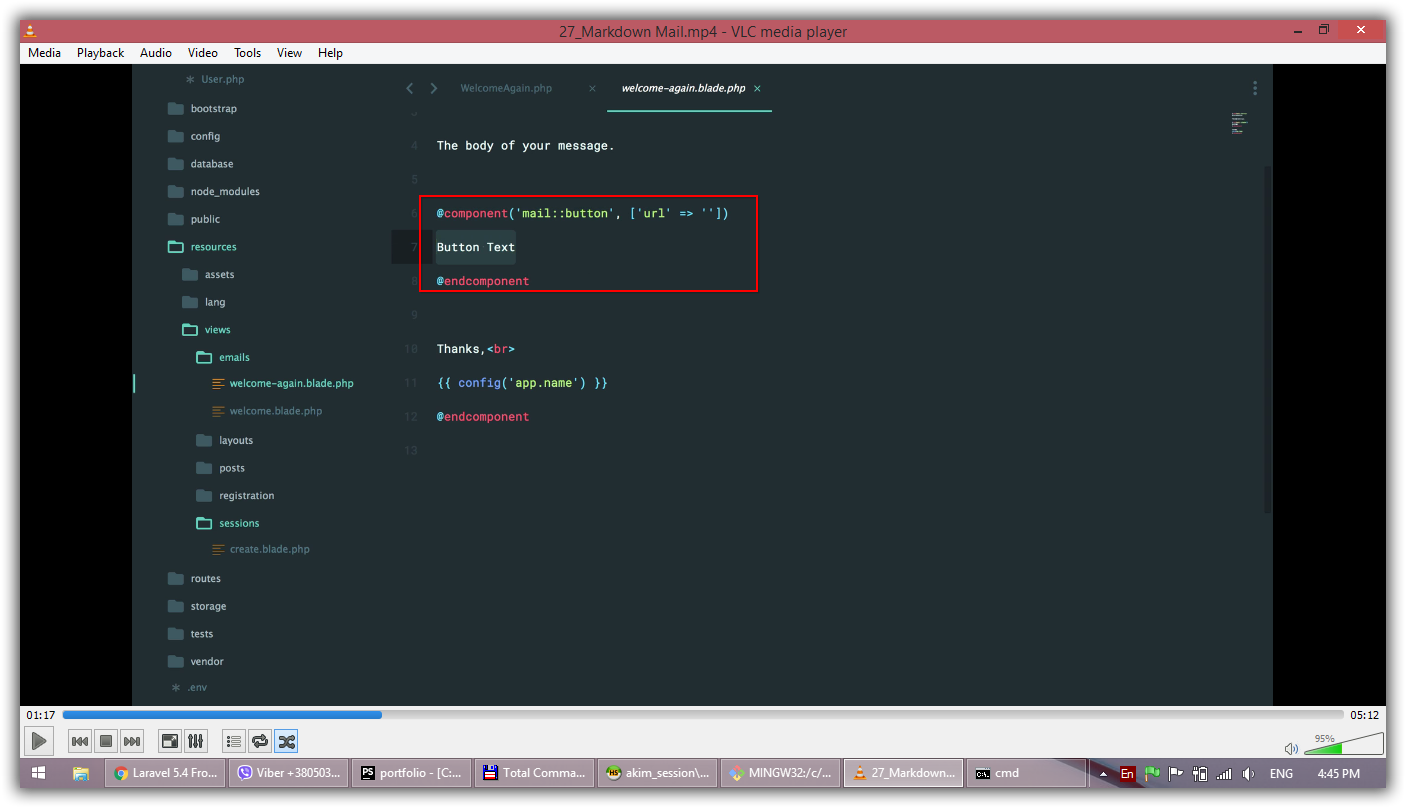 27_Markdown Mail.mp4 - VLC media player
Media Playback Audio Video Tools View Help
User.php
bootstrap
config
database
node_modules
public
resources
assets
lang
views
emails
welcome-again.blade.php
welcome.blade.php
layouts
posts
registration
sessions
create.blade.php
routes
storage
tests
vendor
.env
WelcomeAgain.php × welcome-again.blade.php ×
4 The body of your message.
5
6 @component('mail::button', ['url' => ''])
7 Button Text
8 @endcomponent
9
10 Thanks,<br>
11 {{ config('app.name') }}
12 @endcomponent
13
01:17 05:12
95%
Laravel 5.4 Fro... Viber +380503... PS portfolio - [C:... Total Comma... HS akim_session\... MINGW32:/c/... 27_Markdown... C:\. cmd En ENG 4:45 PM